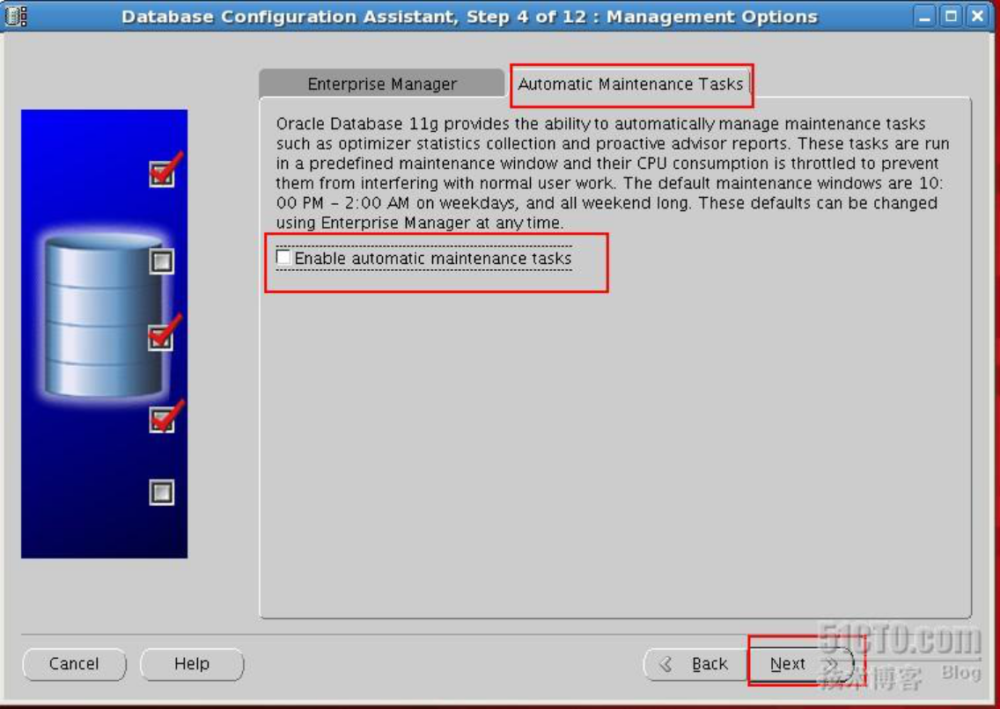 Database Configuration Assistant, Step 4 of 12 : Management Options
Enterprise Manager
Automatic Maintenance Tasks
Oracle Database 11g provides the ability to automatically manage maintenance tasks
such as optimizer statistics collection and proactive advisor reports. These tasks are run
in a predefined maintenance window and their CPU consumption is throttled to prevent
them from interfering with normal user work. The default maintenance windows are 10:
00 PM – 2:00 AM on weekdays, and all weekend long. These defaults can be changed
using Enterprise Manager at any time.
Enable automatic maintenance tasks
Cancel
Help
Back
Next
51CTO.com
技术博客 Blog